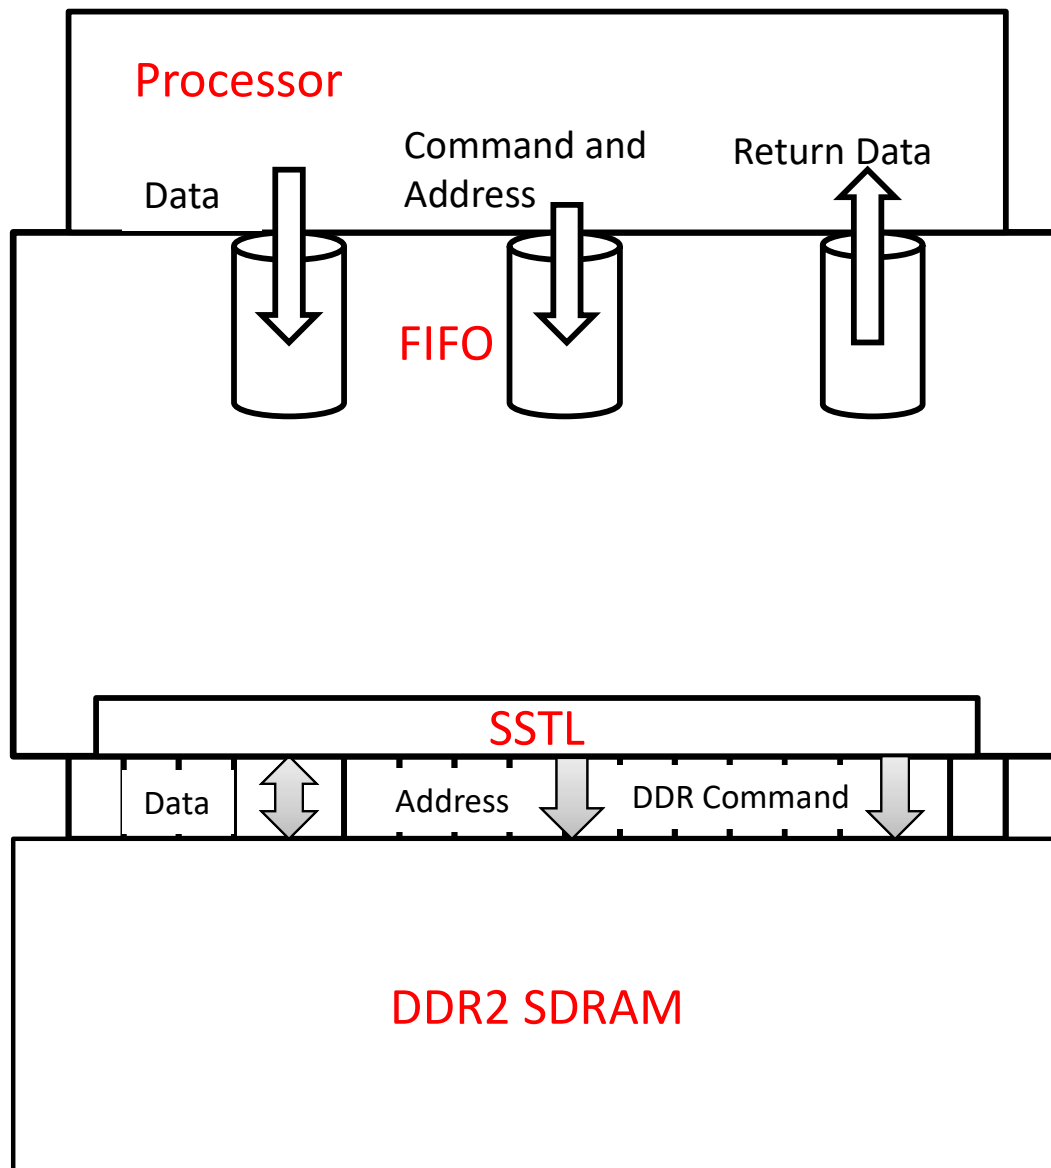 Processor
Data
Command and
Address
Return Data
FIFO
SSTL
Data
Address
DDR Command
DDR2 SDRAM